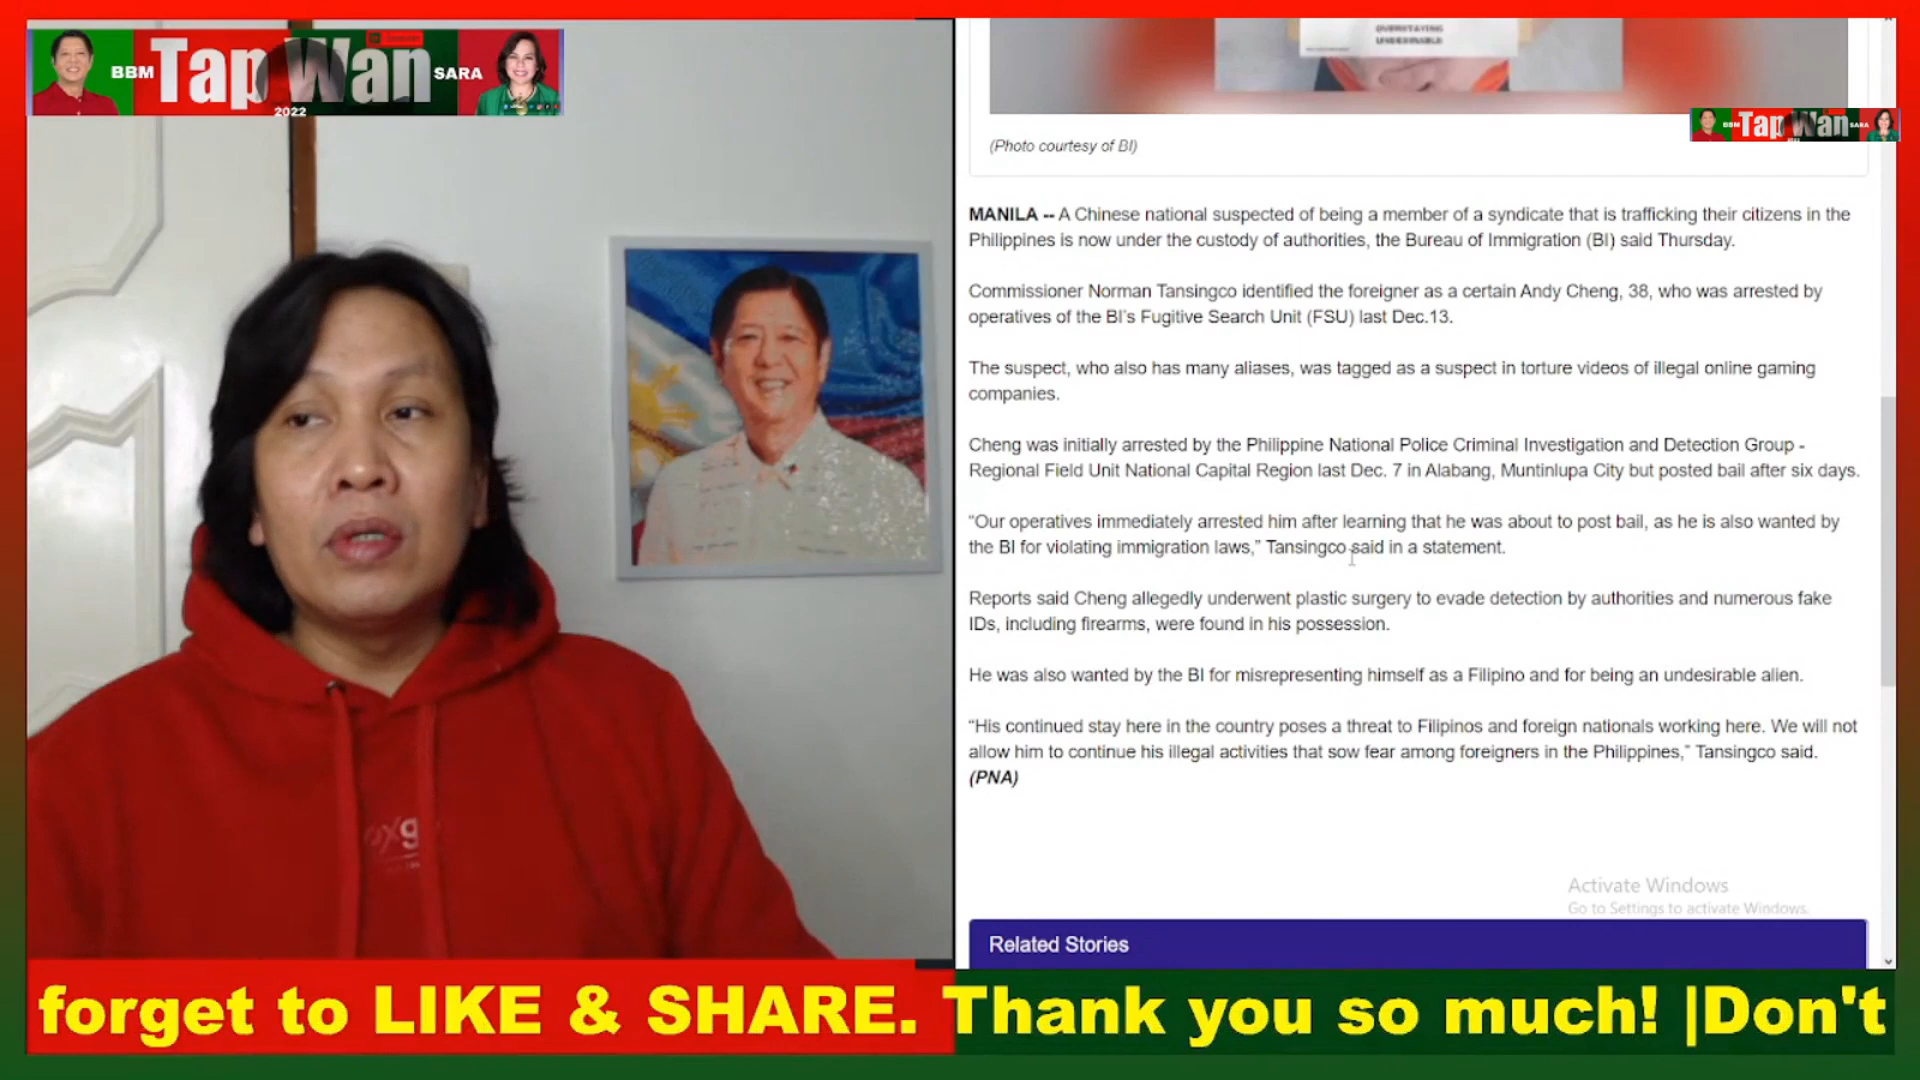 BBM Tap Wan SARA
2022
OVERSTAYING
UNDESIRABLE
(Photo courtesy of BI)
BBM Tap Wan SARA
MANILA -- A Chinese national suspected of being a member of a syndicate that is trafficking their citizens in the
Philippines is now under the custody of authorities, the Bureau of Immigration (BI) said Thursday.
Commissioner Norman Tansingco identified the foreigner as a certain Andy Cheng, 38, who was arrested by
operatives of the BI's Fugitive Search Unit (FSU) last Dec.13.
The suspect, who also has many aliases, was tagged as a suspect in torture videos of illegal online gaming
companies.
Cheng was initially arrested by the Philippine National Police Criminal Investigation and Detection Group -
Regional Field Unit National Capital Region last Dec. 7 in Alabang, Muntinlupa City but posted bail after six days.
“Our operatives immediately arrested him after learning that he was about to post bail, as he is also wanted by
the BI for violating immigration laws,” Tansingco said in a statement.
Reports said Cheng allegedly underwent plastic surgery to evade detection by authorities and numerous fake
IDs, including firearms, were found in his possession.
He was also wanted by the BI for misrepresenting himself as a Filipino and for being an undesirable alien.
“His continued stay here in the country poses a threat to Filipinos and foreign nationals working here. We will not
allow him to continue his illegal activities that sow fear among foreigners in the Philippines,” Tansingco said.
(PNA)
Activate Windows
Go to Settings to activate Windows.
Related Stories
forget to LIKE & SHARE. Thank you so much! |Don't